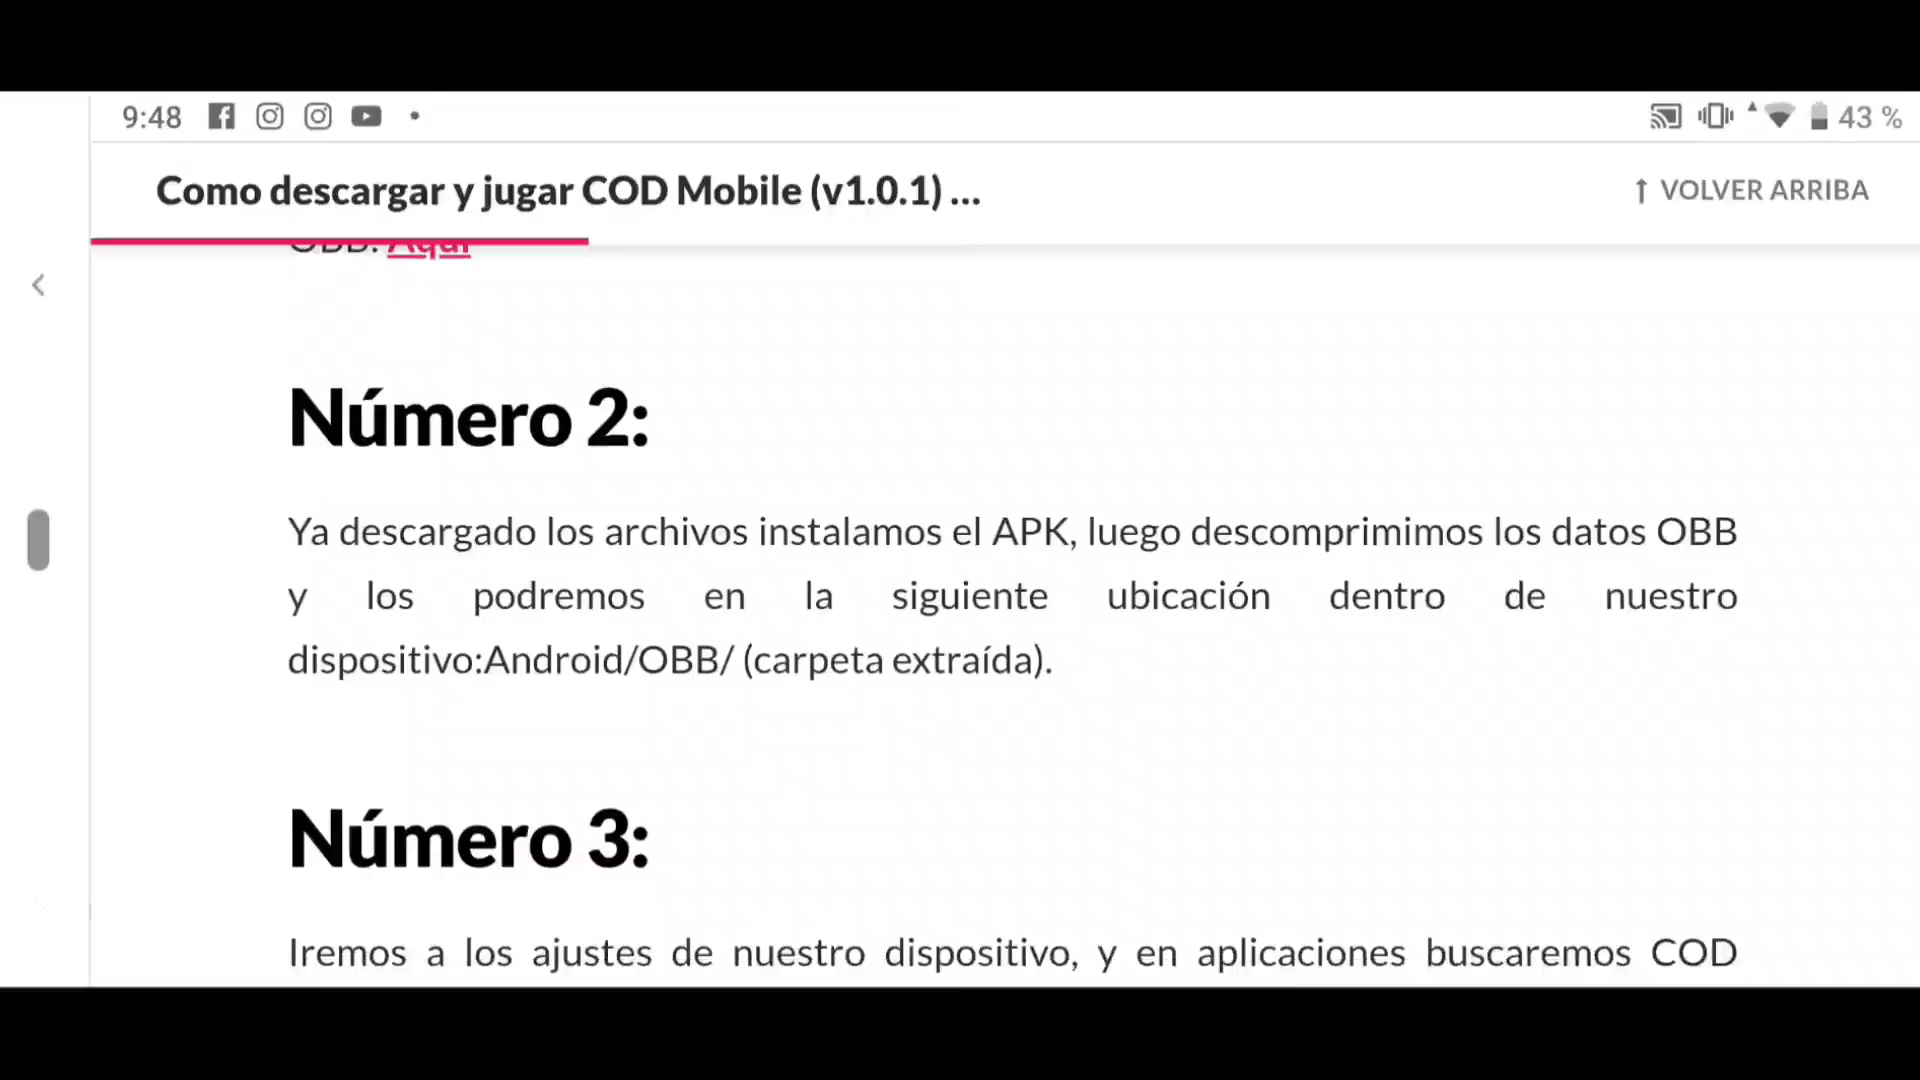 9:48
43 %
Como descargar y jugar COD Mobile (v1.0.1) ...
↑ VOLVER ARRIBA
OBB: Aquí
Número 2:
Ya descargado los archivos instalamos el APK, luego descomprimimos los datos OBB
y los podremos en la siguiente ubicación dentro de nuestro
dispositivo:Android/OBB/ (carpeta extraída).
Número 3:
Iremos a los ajustes de nuestro dispositivo, y en aplicaciones buscaremos COD